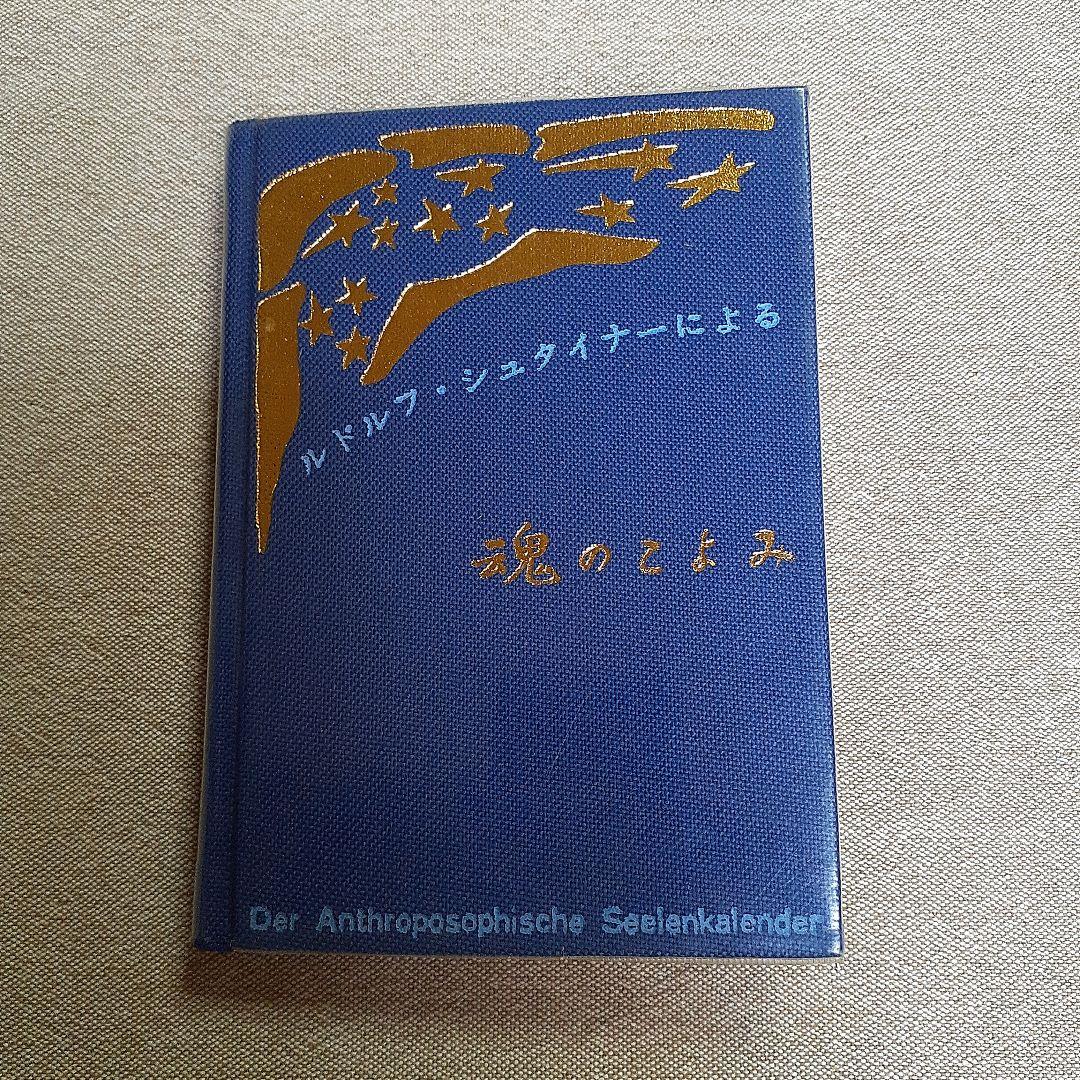 ルドルフ・シュタイナーによる
魂のこよみ
Der Anthroposophische Seelenkalender